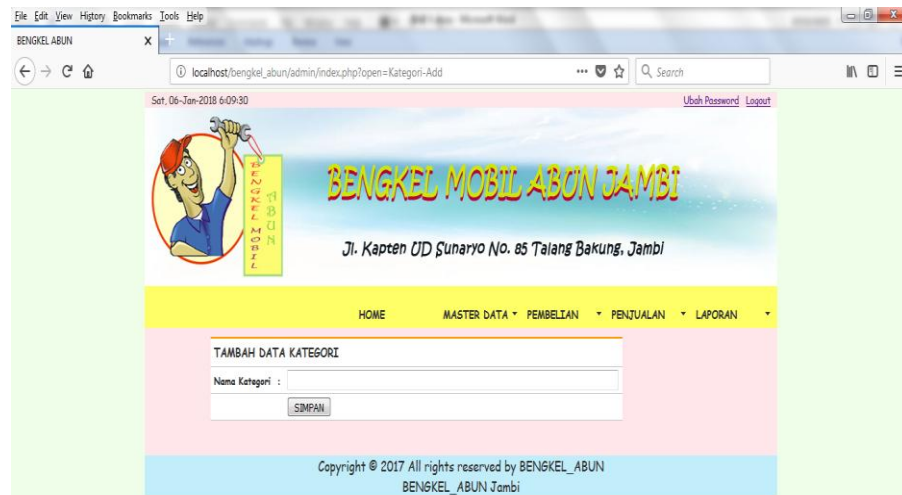 File Edit View History Bookmarks Tools Help
BENGKEL ABUN X +
localhost/bengkel_abun/admin/index.php?open=Kategori-Add ... Search
Sat, 06-Jan-2018 6:09:30 Ubah Password Logout
BENGKEL MOBIL
ABUN
BENGKEL MOBIL ABUN JAMBI
Jl. Kapten UD Sunaryo No. 85 Talang Bakung, Jambi
HOME MASTER DATA PEMBELIAN PENJUALAN LAPORAN
TAMBAH DATA KATEGORI
Nama Kategori :
SIMPAN
Copyright © 2017 All rights reserved by BENGKEL_ABUN
BENGKEL_ABUN Jambi